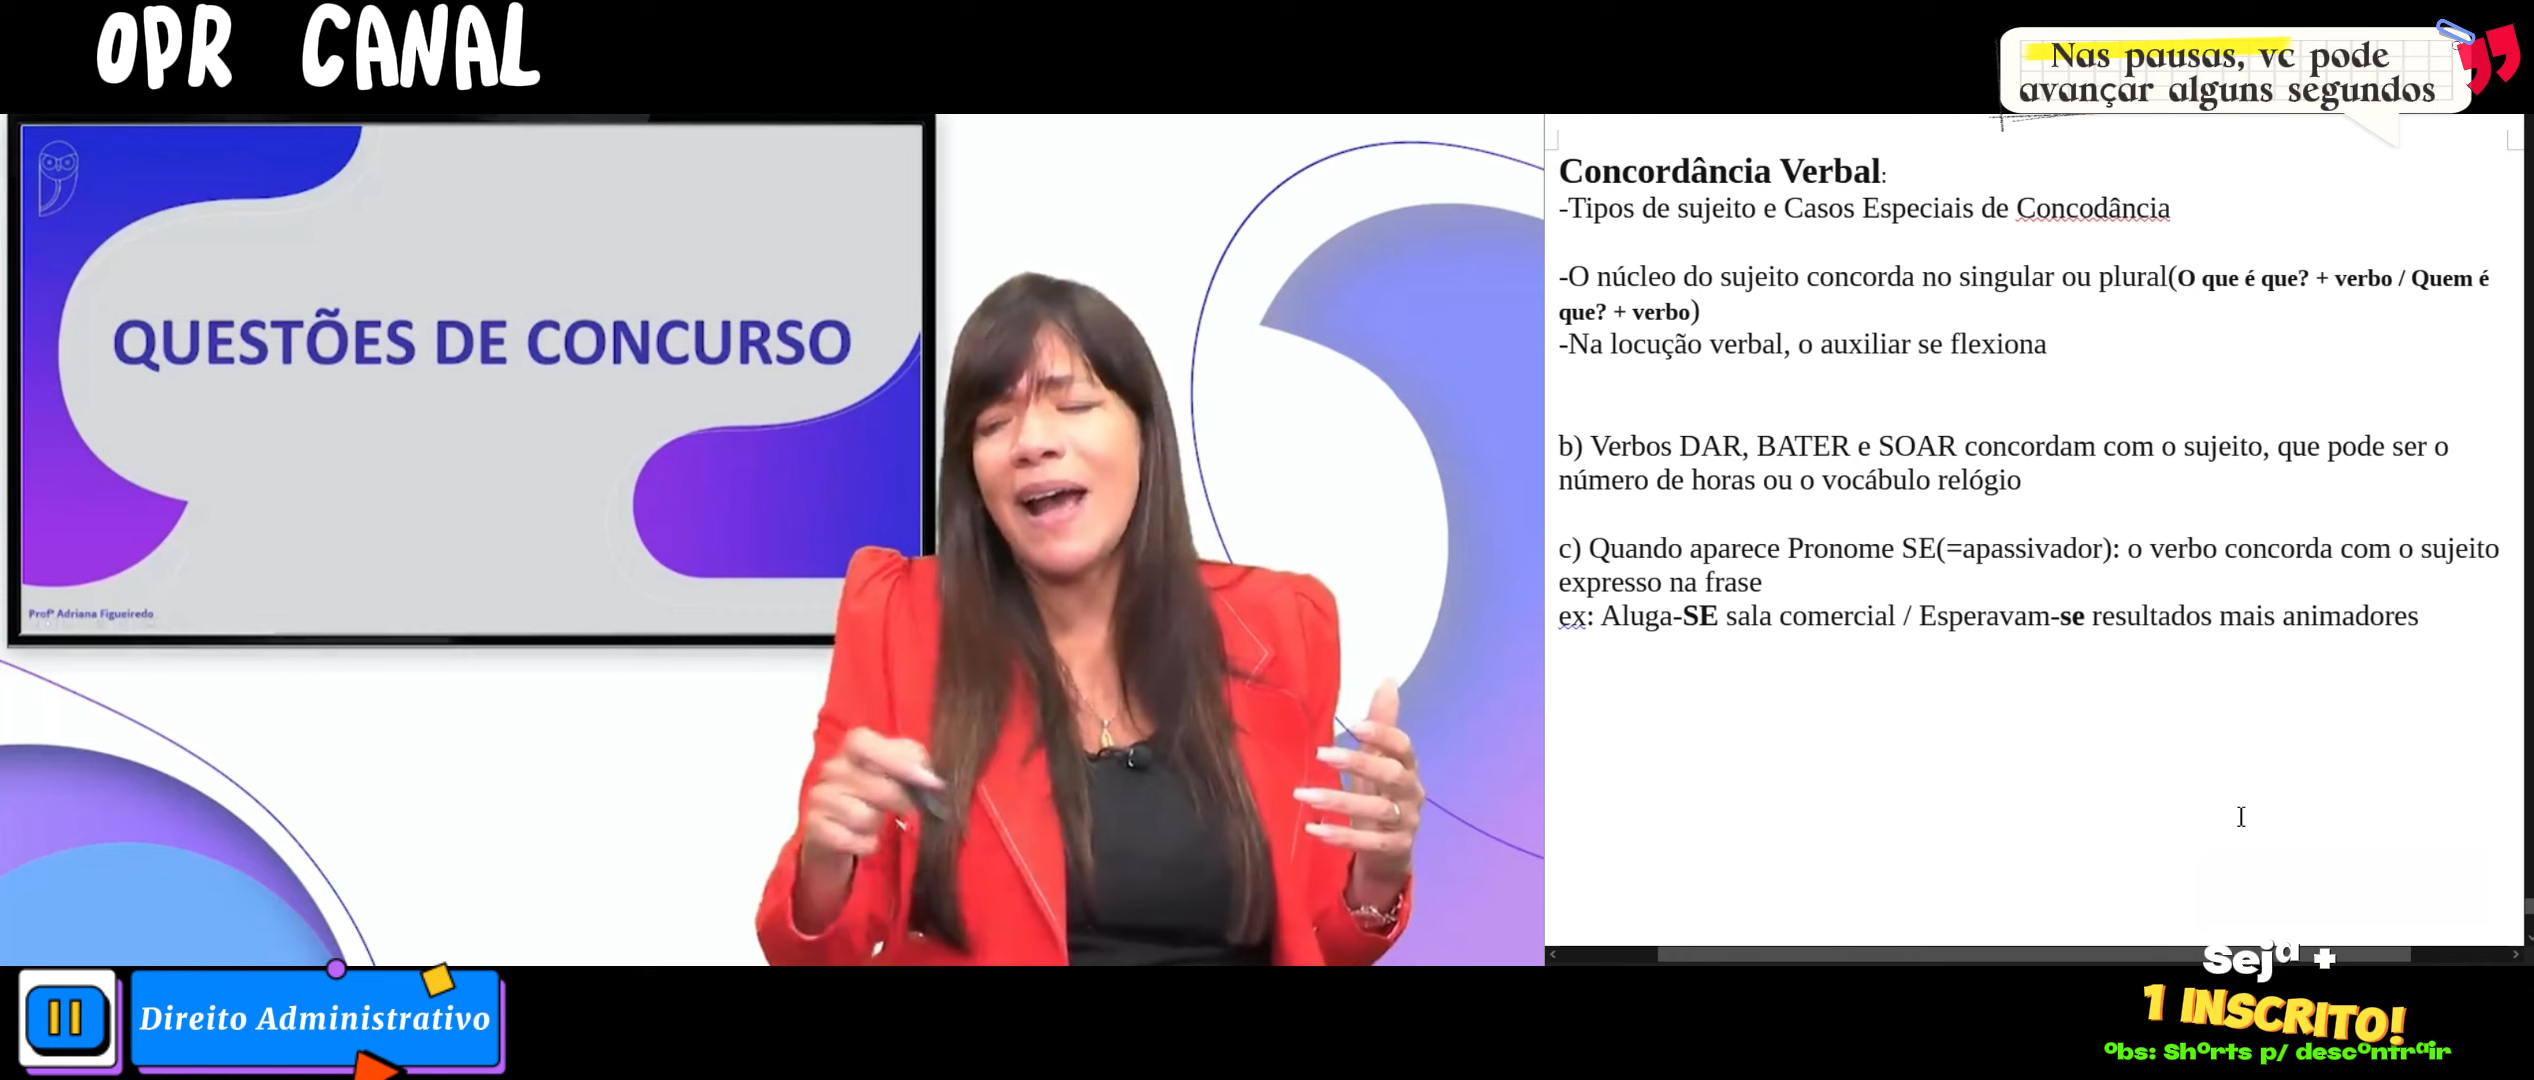 OPR CANAL
Nas pausas, vc pode
avançar alguns segundos
QUESTÕES DE CONCURSO
Profª Adriana Figueiredo
Concordância Verbal:
-Tipos de sujeito e Casos Especiais de Concodância
-O núcleo do sujeito concorda no singular ou plural(O que é que? + verbo / Quem é
que? + verbo)
-Na locução verbal, o auxiliar se flexiona
b) Verbos DAR, BATER e SOAR concordam com o sujeito, que pode ser o
número de horas ou o vocábulo relógio
c) Quando aparece Pronome SE(=apassivador): o verbo concorda com o sujeito
expresso na frase
ex: Aluga-SE sala comercial / Esperavam-se resultados mais animadores
Direito Administrativo
Seja +
1 INSCRITO!
obs: Shorts p/ descontrair